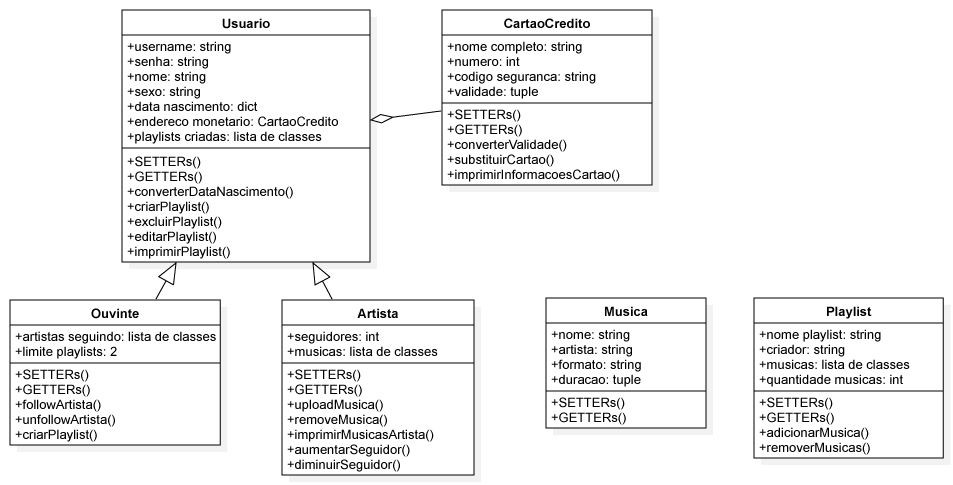 Usuario
+username: string
+senha: string
+nome: string
+sexo: string
+data nascimento: dict
+endereco monetario: CartaoCredito
+playlists criadas: lista de classes
+SETTERs()
+GETTERs()
+converterDataNascimento()
+criarPlaylist()
+excluirPlaylist()
+editarPlaylist()
+imprimirPlaylist()
CartaoCredito
+nome completo: string
+numero: int
+codigo seguranca: string
+validade: tuple
+SETTERs()
+GETTERs()
+converterValidade()
+substituirCartao()
+imprimirInformacoesCartao()
Ouvinte
+artistas seguindo: lista de classes
+limite playlists: 2
+SETTERs()
+GETTERs()
+followArtista()
+unfollowArtista()
+criarPlaylist()
Artista
+seguidores: int
+musicas: lista de classes
+SETTERs()
+GETTERs()
+uploadMusica()
+removeMusica()
+imprimirMusicasArtista()
+aumentarSeguidor()
+diminuirSeguidor()
Musica
+nome: string
+artista: string
+formato: string
+duracao: tuple
+SETTERs()
+GETTERs()
Playlist
+nome playlist: string
+criador: string
+musicas: lista de classes
+quantidade musicas: int
+SETTERs()
+GETTERs()
+adicionarMusica()
+removerMusicas()